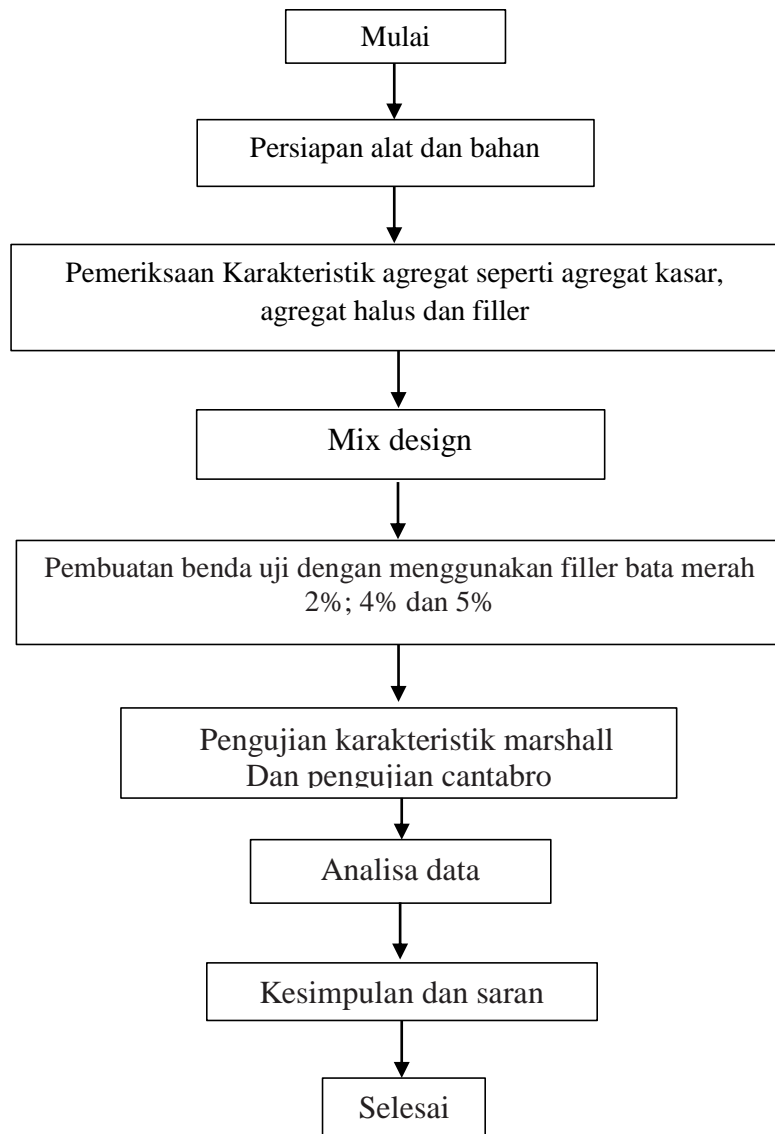 Mulai
Persiapan alat dan bahan
Pemeriksaan Karakteristik agregat seperti agregat kasar,
agregat halus dan filler
Mix design
Pembuatan benda uji dengan menggunakan filler bata merah
2%; 4% dan 5%
Pengujian karakteristik marshall
Dan pengujian cantabro
Analisa data
Kesimpulan dan saran
Selesai